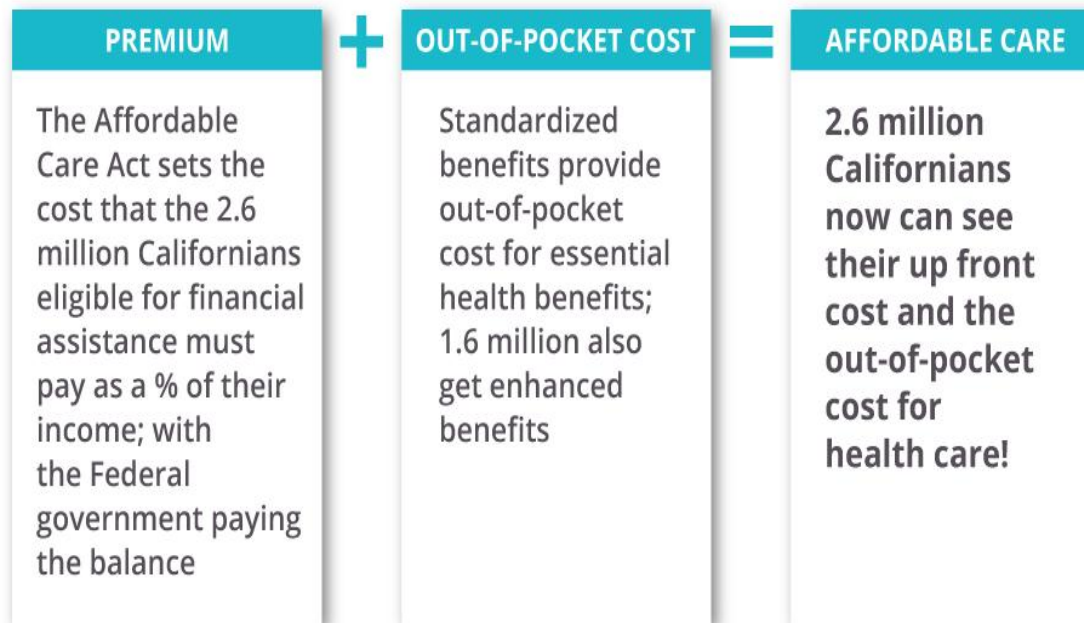 PREMIUM
+
OUT-OF-POCKET COST
=
AFFORDABLE CARE
The Affordable
Care Act sets the
cost that the 2.6
million Californians
eligible for financial
assistance must
pay as a % of their
income; with
the Federal
government paying
the balance
Standardized
benefits provide
out-of-pocket
cost for essential
health benefits;
1.6 million also
get enhanced
benefits
2.6 million
Californians
now can see
their up front
cost and the
out-of-pocket
cost for
health care!